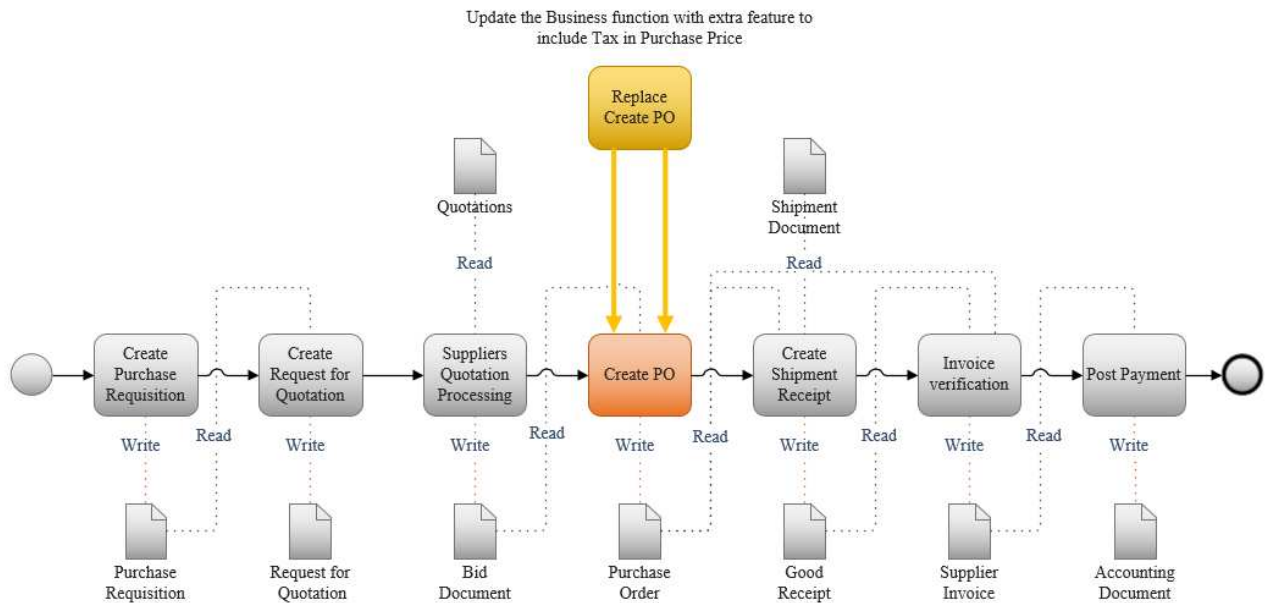 Update the Business function with extra feature to
include Tax in Purchase Price
Replace
Create PO
Quotations
Shipment
Document
Read
Read
Create
Purchase
Requisition
Create
Request for
Quotation
Suppliers
Quotation
Processing
Create PO
Create
Shipment
Receipt
Invoice
verification
Post Payment
Write
Read
Write
Write
Read
Write
Read
Write
Read
Write
Read
Write
Purchase
Requisition
Request for
Quotation
Bid
Document
Purchase
Order
Good
Receipt
Supplier
Invoice
Accounting
Document